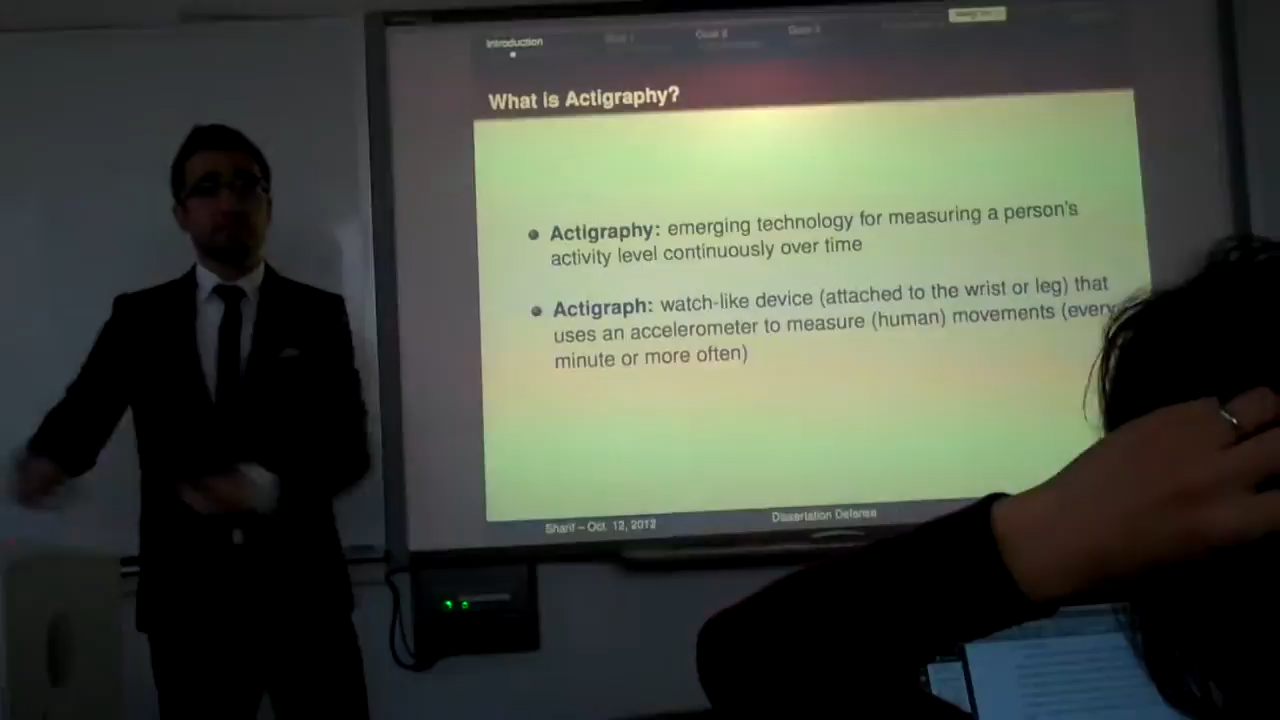 Introduction
What is Actigraphy?
Actigraphy: emerging technology for measuring a person's
activity level continuously over time
Actigraph: watch-like device (attached to the wrist or leg) that
uses an accelerometer to measure (human) movements (every
minute or more often)
Sharif – Oct. 12, 2012
Dissertation Defense